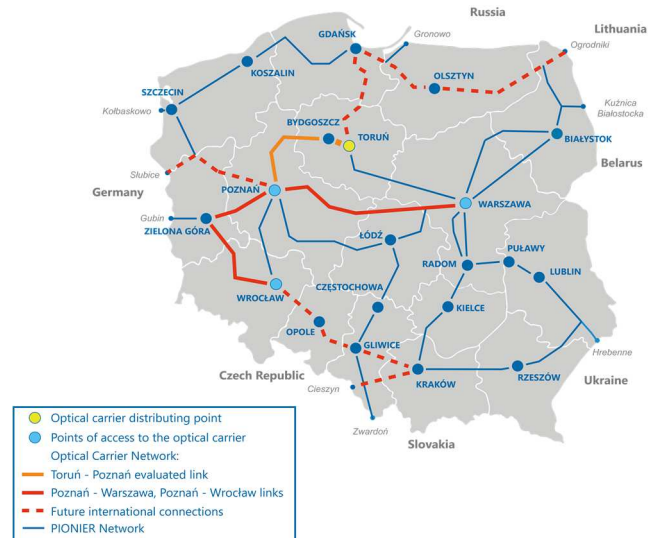 Russia
Lithuania
GDAŃSK
Gronowo
Ogrodniki
KOSZALIN
OLSZTYN
SZCZECIN
Kołbaskowo
Kuźnica
Białostocka
BYDGOSZCZ
TORUŃ
BIAŁYSTOK
Belarus
Słubice
Germany
POZNAŃ
WARSZAWA
Gubin
ZIELONA GÓRA
ŁÓDŹ
PUŁAWY
RADOM
LUBLIN
CZĘSTOCHOWA
WROCŁAW
KIELCE
OPOLE
GLIWICE
Hrebenne
Czech Republic
Cieszyn
KRAKÓW
RZESZÓW
Ukraine
Zwardoń
Slovakia
Optical carrier distributing point
Points of access to the optical carrier
Optical Carrier Network:
Toruń - Poznań evaluated link
Poznań - Warszawa, Poznań - Wrocław links
Future international connections
PIONIER Network